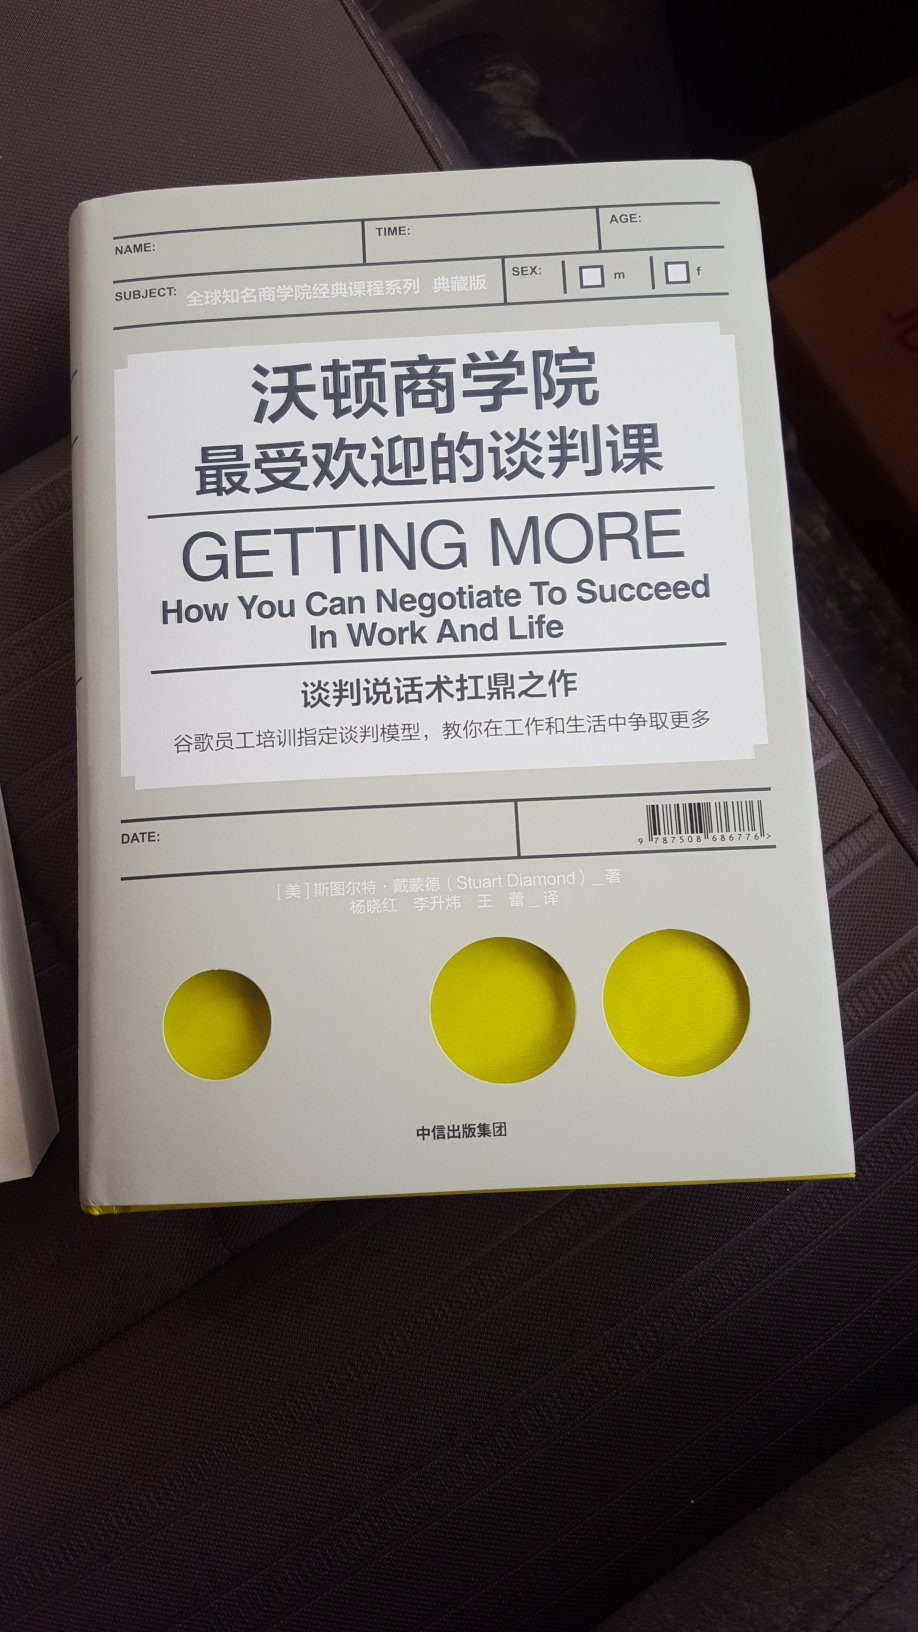 NAME:
TIME:
AGE:
SUBJECT: 全球知名商学院经典课程系列 典藏版
SEX: m f
沃顿商学院
最受欢迎的谈判课
GETTING MORE
How You Can Negotiate To Succeed
In Work And Life
谈判说话术扛鼎之作
谷歌员工培训指定谈判模型，教你在工作和生活中争取更多
DATE:
9 787508 686776 >
[ 美 ] 斯图尔特 · 戴蒙德（Stuart Diamond）_ 著
杨晓红 李升炜 王 蕾 _ 译
中信出版集团